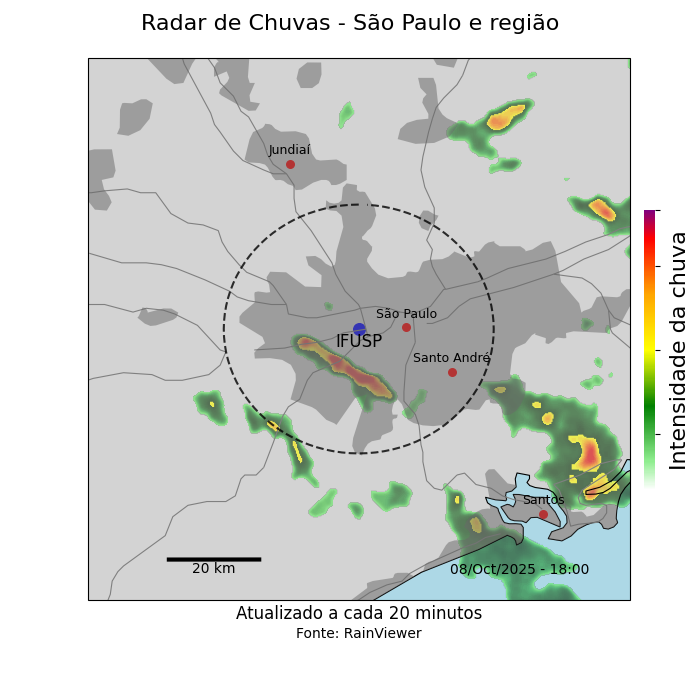 Radar de Chuvas - São Paulo e região
Jundiaí
São Paulo
IFUSP
Santo André
Santos
20 km
08/Oct/2025 - 18:00
Intensidade da chuva
Atualizado a cada 20 minutos
Fonte: RainViewer